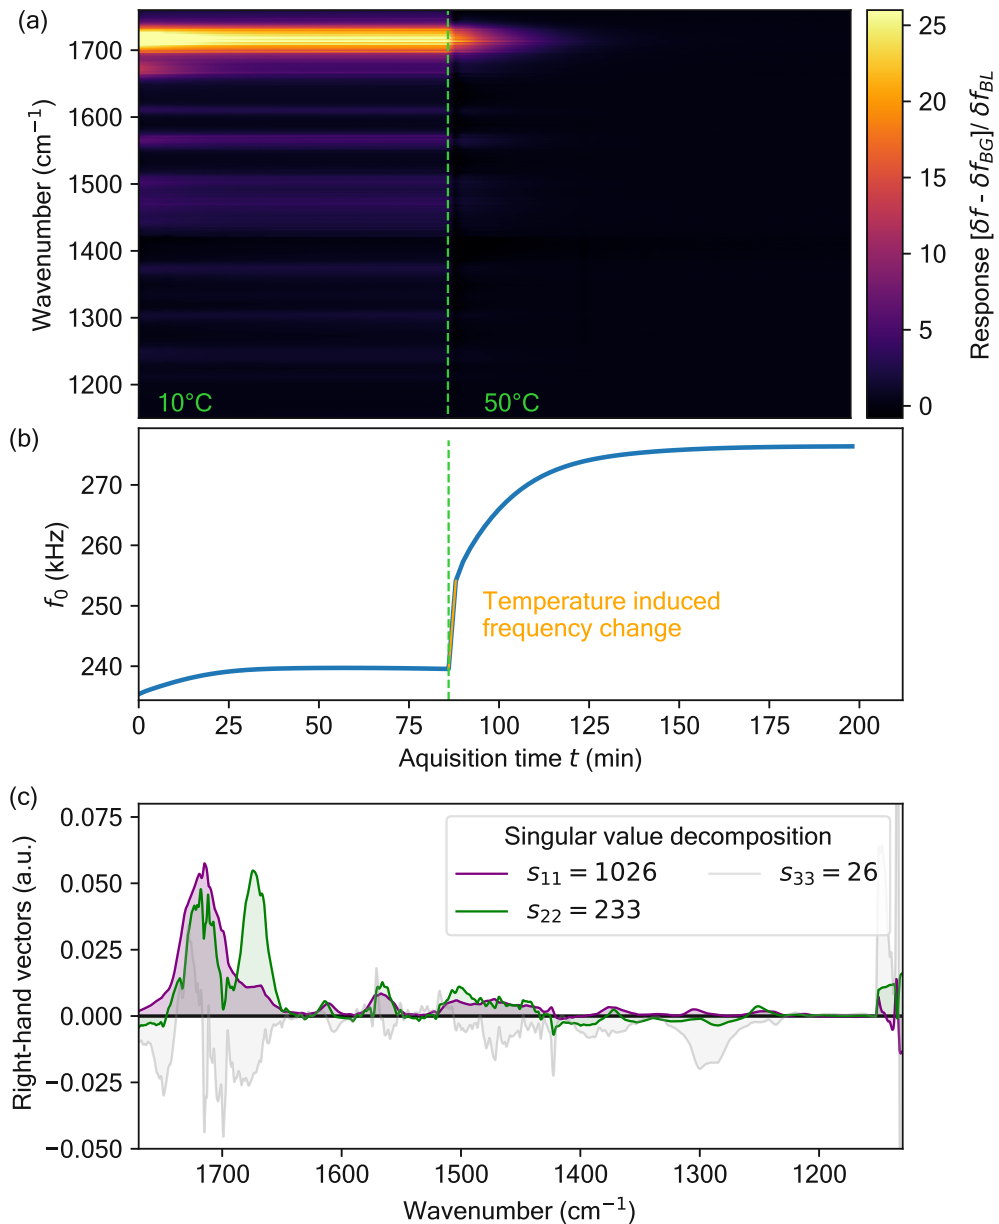 (a)
1700
1600
1500
1400
1300
1200
Wavenumber (cm⁻¹)
10°C
50°C
25
20
15
10
5
0
Response [δf - δf_BG]/ δf_BL
(b)
270
260
250
240
f₀ (kHz)
Temperature induced
frequency change
0 25 50 75 100 125 150 175 200
Aquisition time t (min)
(c)
0.075
0.050
0.025
0.000
−0.025
−0.050
Right-hand vectors (a.u.)
Singular value decomposition
s₁₁ = 1026
s₃₃ = 26
s₂₂ = 233
1700 1600 1500 1400 1300 1200
Wavenumber (cm⁻¹)